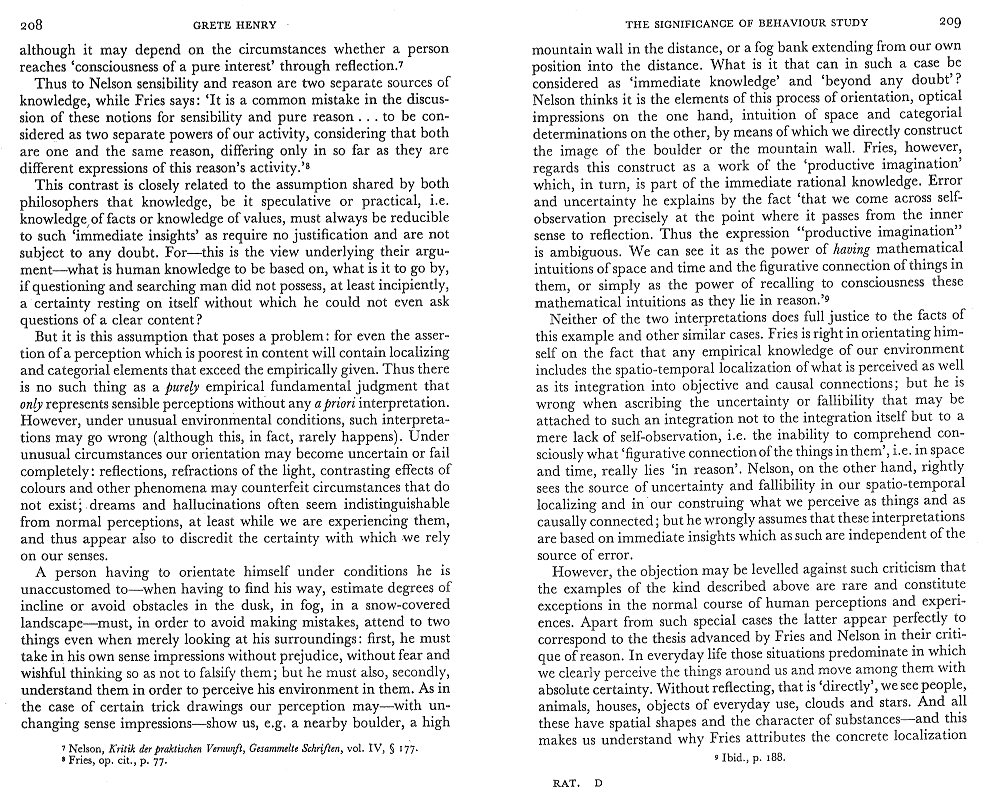 208 GRETE HENRY
although it may depend on the circumstances whether a person
reaches ‘consciousness of a pure interest’ through reflection.⁷
Thus to Nelson sensibility and reason are two separate sources of
knowledge, while Fries says: ‘It is a common mistake in the discus-
sion of these notions for sensibility and pure reason . . . to be con-
sidered as two separate powers of our activity, considering that both
are one and the same reason, differing only in so far as they are
different expressions of this reason’s activity.’⁸
This contrast is closely related to the assumption shared by both
philosophers that knowledge, be it speculative or practical, i.e.
knowledge of facts or knowledge of values, must always be reducible
to such ‘immediate insights’ as require no justification and are not
subject to any doubt. For—this is the view underlying their argu-
ment—what is human knowledge to be based on, what is it to go by,
if questioning and searching man did not possess, at least incipiently,
a certainty resting on itself without which he could not even ask
questions of a clear content?
But it is this assumption that poses a problem: for even the asser-
tion of a perception which is poorest in content will contain localizing
and categorial elements that exceed the empirically given. Thus there
is no such thing as a purely empirical fundamental judgment that
only represents sensible perceptions without any a priori interpretation.
However, under unusual environmental conditions, such interpreta-
tions may go wrong (although this, in fact, rarely happens). Under
unusual circumstances our orientation may become uncertain or fail
completely: reflections, refractions of the light, contrasting effects of
colours and other phenomena may counterfeit circumstances that do
not exist; dreams and hallucinations often seem indistinguishable
from normal perceptions, at least while we are experiencing them,
and thus appear also to discredit the certainty with which we rely
on our senses.
A person having to orientate himself under conditions he is
unaccustomed to—when having to find his way, estimate degrees of
incline or avoid obstacles in the dusk, in fog, in a snow-covered
landscape—must, in order to avoid making mistakes, attend to two
things even when merely looking at his surroundings: first, he must
take in his own sense impressions without prejudice, without fear and
wishful thinking so as not to falsify them; but he must also, secondly,
understand them in order to perceive his environment in them. As in
the case of certain trick drawings our perception may—with un-
changing sense impressions—show us, e.g. a nearby boulder, a high
⁷ Nelson, Kritik der praktischen Vernunft, Gesammelte Schriften, vol. IV, § 177.
⁸ Fries, op. cit., p. 77.
THE SIGNIFICANCE OF BEHAVIOUR STUDY 209
mountain wall in the distance, or a fog bank extending from our own
position into the distance. What is it that can in such a case be
considered as ‘immediate knowledge’ and ‘beyond any doubt’?
Nelson thinks it is the elements of this process of orientation, optical
impressions on the one hand, intuition of space and categorial
determinations on the other, by means of which we directly construct
the image of the boulder or the mountain wall. Fries, however,
regards this construct as a work of the ‘productive imagination’
which, in turn, is part of the immediate rational knowledge. Error
and uncertainty he explains by the fact ‘that we come across self-
observation precisely at the point where it passes from the inner
sense to reflection. Thus the expression “productive imagination”
is ambiguous. We can see it as the power of having mathematical
intuitions of space and time and the figurative connection of things in
them, or simply as the power of recalling to consciousness these
mathematical intuitions as they lie in reason.’⁹
Neither of the two interpretations does full justice to the facts of
this example and other similar cases. Fries is right in orientating him-
self on the fact that any empirical knowledge of our environment
includes the spatio-temporal localization of what is perceived as well
as its integration into objective and causal connections; but he is
wrong when ascribing the uncertainty or fallibility that may be
attached to such an integration not to the integration itself but to a
mere lack of self-observation, i.e. the inability to comprehend con-
sciously what ‘figurative connection of the things in them’, i.e. in space
and time, really lies ‘in reason’. Nelson, on the other hand, rightly
sees the source of uncertainty and fallibility in our spatio-temporal
localizing and in our construing what we perceive as things and as
causally connected; but he wrongly assumes that these interpretations
are based on immediate insights which as such are independent of the
source of error.
However, the objection may be levelled against such criticism that
the examples of the kind described above are rare and constitute
exceptions in the normal course of human perceptions and experi-
ences. Apart from such special cases the latter appear perfectly to
correspond to the thesis advanced by Fries and Nelson in their criti-
que of reason. In everyday life those situations predominate in which
we clearly perceive the things around us and move among them with
absolute certainty. Without reflecting, that is ‘directly’, we see people,
animals, houses, objects of everyday use, clouds and stars. And all
these have spatial shapes and the character of substances—and this
makes us understand why Fries attributes the concrete localization
⁹ Ibid., p. 188.
RAT. D